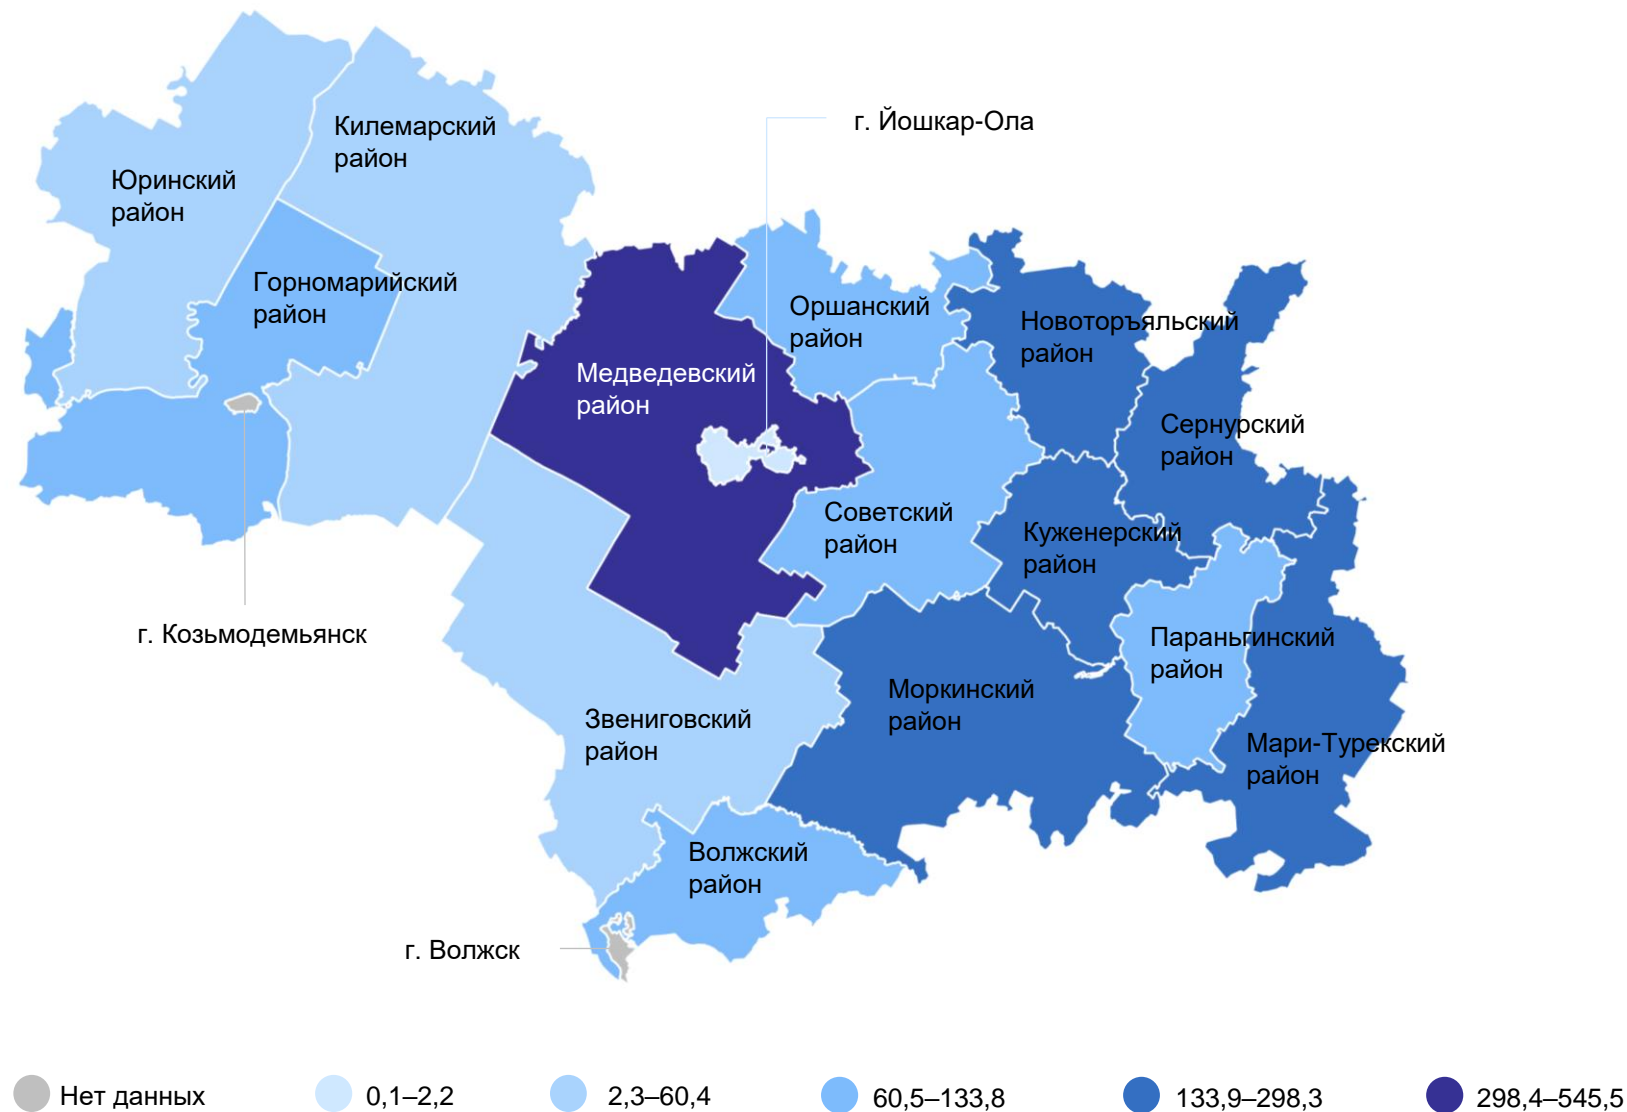 г. Йошкар-Ола
Килемарский
район
Юринский
район
Горномарийский
район
Оршанский
район
Новоторъяльский
район
Медведевский
район
Сернурский
район
Советский
район
Куженерский
район
г. Козьмодемьянск
Параньгинский
район
Моркинский
район
Звениговский
район
Мари-Турекский
район
Волжский
район
г. Волжск
Нет данных
0,1–2,2
2,3–60,4
60,5–133,8
133,9–298,3
298,4–545,5